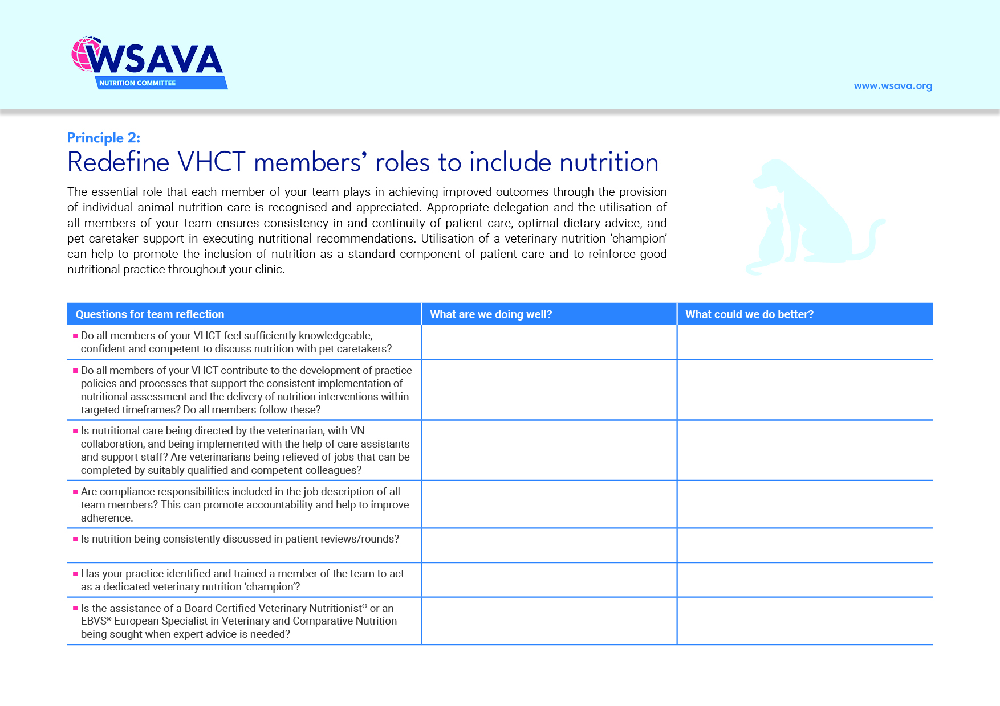 WSAVA
NUTRITION COMMITTEE
www.wsava.org
Principle 2:
Redefine VHCT members’ roles to include nutrition
The essential role that each member of your team plays in achieving improved outcomes through the provision
of individual animal nutrition care is recognised and appreciated. Appropriate delegation and the utilisation of
all members of your team ensures consistency in and continuity of patient care, optimal dietary advice, and
pet caretaker support in executing nutritional recommendations. Utilisation of a veterinary nutrition ‘champion’
can help to promote the inclusion of nutrition as a standard component of patient care and to reinforce good
nutritional practice throughout your clinic.
Questions for team reflection
What are we doing well?
What could we do better?
Do all members of your VHCT feel sufficiently knowledgeable,
confident and competent to discuss nutrition with pet caretakers?
Do all members of your VHCT contribute to the development of practice
policies and processes that support the consistent implementation of
nutritional assessment and the delivery of nutrition interventions within
targeted timeframes? Do all members follow these?
Is nutritional care being directed by the veterinarian, with VN
collaboration, and being implemented with the help of care assistants
and support staff? Are veterinarians being relieved of jobs that can be
completed by suitably qualified and competent colleagues?
Are compliance responsibilities included in the job description of all
team members? This can promote accountability and help to improve
adherence.
Is nutrition being consistently discussed in patient reviews/rounds?
Has your practice identified and trained a member of the team to act
as a dedicated veterinary nutrition ‘champion’?
Is the assistance of a Board Certified Veterinary Nutritionist® or an
EBVS® European Specialist in Veterinary and Comparative Nutrition
being sought when expert advice is needed?